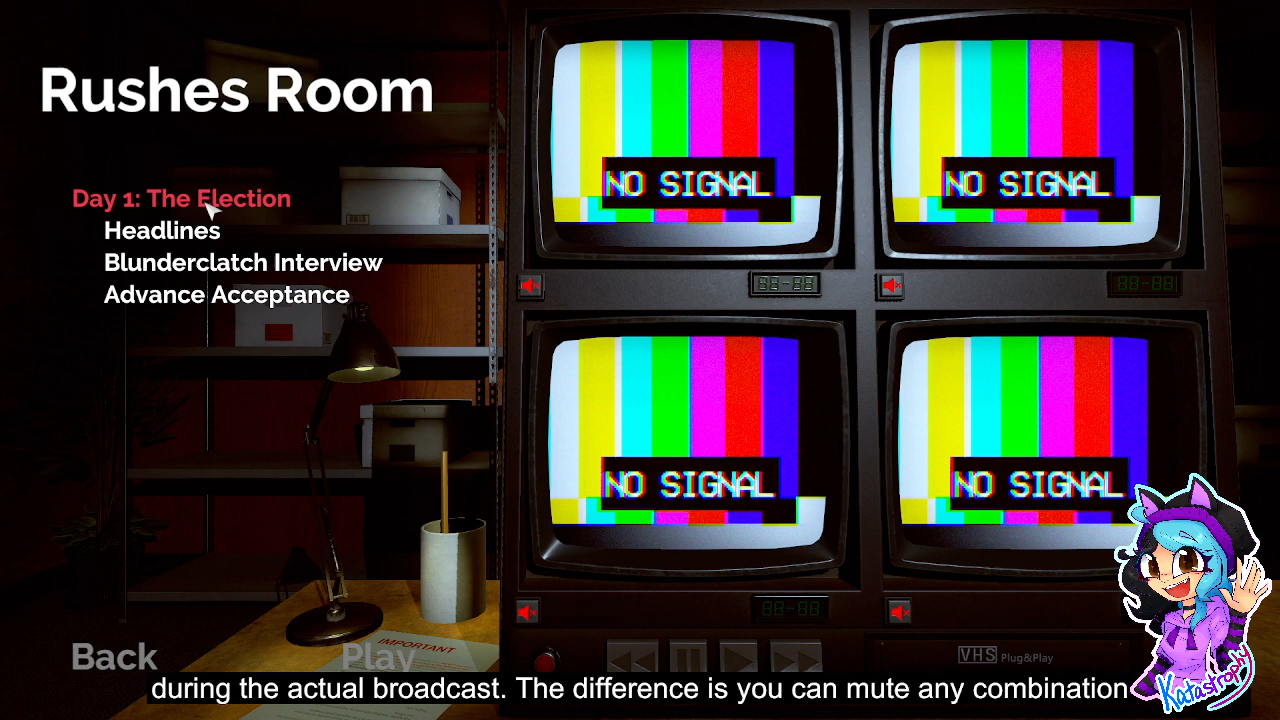 Rushes Room
Day 1: The Election
Headlines
Blunderclatch Interview
Advance Acceptance
NO SIGNAL
NO SIGNAL
NO SIGNAL
NO SIGNAL
IMPORTANT
Back
Play
VHS Plug&Play
during the actual broadcast. The difference is you can mute any combination
Katastrophy